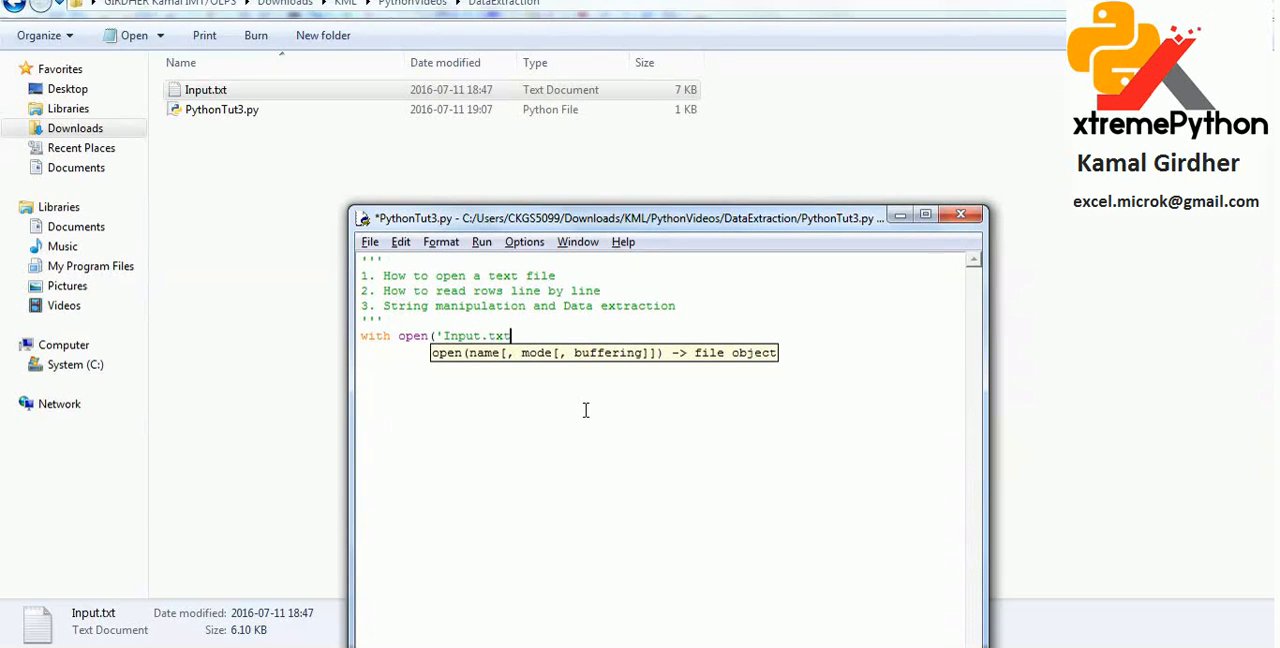 GIRDHER Kamal IMT/OLPS Downloads KML PythonVideos DataExtraction
Organize Open Print Burn New folder
Name Date modified Type Size
Favorites
Desktop
Libraries
Downloads
Recent Places
Documents
Libraries
Documents
Music
My Program Files
Pictures
Videos
Computer
System (C:)
Network
Input.txt 2016-07-11 18:47 Text Document 7 KB
PythonTut3.py 2016-07-11 19:07 Python File 1 KB
xtremePython
Kamal Girdher
excel.microk@gmail.com
*PythonTut3.py - C:/Users/CKGS5099/Downloads/KML/PythonVideos/DataExtraction/PythonTut3.py ...
File Edit Format Run Options Window Help
'''
1. How to open a text file
2. How to read rows line by line
3. String manipulation and Data extraction
'''
with open('Input.txt
open(name[, mode[, buffering]]) -> file object
Input.txt Date modified: 2016-07-11 18:47
Text Document Size: 6.10 KB